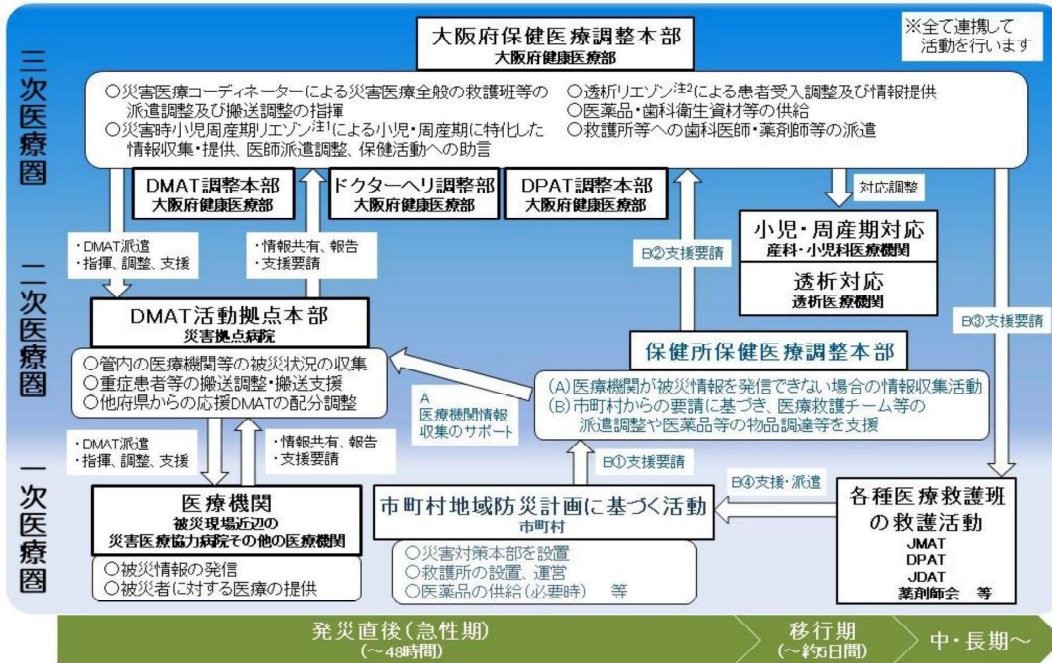 大阪府保健医療調整本部
大阪府健康医療部
※全て連携して
活動を行います
三次医療圏
○災害医療コーディネーターによる災害医療全般の救護班等の
派遣調整及び搬送調整の指揮
○災害時小児周産期リエゾン注1による小児・周産期に特化した
情報収集・提供、医師派遣調整、保健活動への助言
○透析リエゾン注2による患者受入調整及び情報提供
○医薬品・歯科衛生資材等の供給
○救護所等への歯科医師・薬剤師等の派遣
DMAT調整本部
大阪府健康医療部
ドクターヘリ調整部
大阪府健康医療部
DPAT調整本部
大阪府健康医療部
対応調整
・DMAT派遣
・指揮、調整、支援
・情報共有、報告
・支援要請
B②支援要請
小児・周産期対応
産科・小児科医療機関
透析対応
透析医療機関
B③支援要請
二次医療圏
DMAT活動拠点本部
災害拠点病院
○管内の医療機関等の被災状況の収集
○重症患者等の搬送調整・搬送支援
○他府県からの応援DMATの配分調整
保健所保健医療調整本部
(A)医療機関が被災情報を発信できない場合の情報収集活動
(B)市町村からの要請に基づき、医療救護チーム等の
派遣調整や医薬品等の物品調達等を支援
A
医療機関情報
収集のサポート
・DMAT派遣
・指揮、調整、支援
・情報共有、報告
・支援要請
B①支援要請
B④支援・派遣
一次医療圏
医療機関
被災現場近辺の
災害医療協力病院その他の医療機関
○被災情報の発信
○被災者に対する医療の提供
市町村地域防災計画に基づく活動
市町村
○災害対策本部を設置
○救護所の設置、運営
○医薬品の供給(必要時) 等
各種医療救護班
の救護活動
JMAT
DPAT
JDAT
薬剤師会 等
発災直後(急性期)
(~48時間)
移行期
(~約5日間)
中・長期~